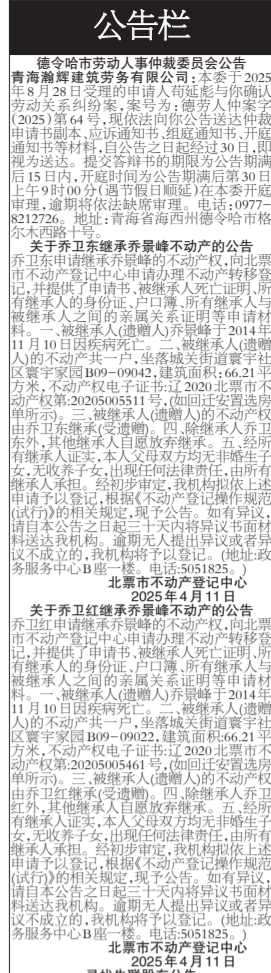 公告栏
德令哈市劳动人事仲裁委员会公告
青海瀚辉建筑劳务有限公司：本委于2025
年8月28日受理的申请人苟延彪与你确认
劳动关系纠纷案，案号为：德劳人仲案字
(2025)第64号，现依法向你公告送达仲裁
申请书副本、应诉通知书、组庭通知书、开庭
通知书等材料，自公告之日起经过30日，即
视为送达。提交答辩书的期限为公告期满
后15日内，开庭时间为公告期满后第30日
上午9时00分（遇节假日顺延）在本委开庭
审理，逾期将依法缺席审理。电话：0977-
8212726。地址：青海省海西州德令哈市格
尔木西路十号。
关于乔卫东继承乔景峰不动产的公告
乔卫东申请继承乔景峰的不动产权，向北票
市不动产登记中心申请办理不动产转移登
记，并提供了申请书、被继承人死亡证明、所
有继承人的身份证、户口簿、所有继承人与
被继承人之间的亲属关系证明等申请材
料。一、被继承人(遗赠人)乔景峰于2014年
11月10日因疾病死亡。二、被继承人(遗赠
人)的不动产共一户，坐落城关街道寰宇社
区寰宇家园B09-09042，建筑面积：66.21平
方米，不动产权电子证书：辽2020北票市不
动产权第:20205005511号，(如回迁安置选房
单所示)。三、被继承人(遗赠人)的不动产权
由乔卫东继承(受遗赠)。四、除继承人乔卫
东外，其他继承人自愿放弃继承。五、经所
有继承人证实，本人父母双方均无非婚生子
女，无收养子女，出现任何法律责任，由所有
继承人承担。经初步审定，我机构拟依上述
申请予以登记，根据《不动产登记操作规范
(试行)》的相关规定，现予公告。如有异议，
请自本公告之日起三十天内将异议书面材
料送达我机构。逾期无人提出异议或者异
议不成立的，我机构将予以登记。(地址:政
务服务中心B座一楼。电话:5051825。)
北票市不动产登记中心
2025年4月11日
关于乔卫红继承乔景峰不动产的公告
乔卫红申请继承乔景峰的不动产权，向北票
市不动产登记中心申请办理不动产转移登
记，并提供了申请书、被继承人死亡证明、所
有继承人的身份证、户口簿、所有继承人与
被继承人之间的亲属关系证明等申请材
料。一、被继承人(遗赠人)乔景峰于2014年
11月10日因疾病死亡。二、被继承人(遗赠
人)的不动产共一户，坐落城关街道寰宇社
区寰宇家园B09-09022，建筑面积:66.21平
方米，不动产权电子证书：辽2020北票市不
动产权第:20205005461号，(如回迁安置选房
单所示)。三、被继承人(遗赠人)的不动产权
由乔卫红继承(受遗赠)。四、除继承人乔卫
红外，其他继承人自愿放弃继承。五、经所
有继承人证实，本人父母双方均无非婚生子
女，无收养子女，出现任何法律责任，由所有
继承人承担。经初步审定，我机构拟依上述
申请予以登记，根据《不动产登记操作规范
(试行)》的相关规定，现予公告。如有异议，
请自本公告之日起三十天内将异议书面材
料送达我机构。逾期无人提出异议或者异
议不成立的，我机构将予以登记。(地址:政
务服务中心B座一楼。电话:5051825。)
北票市不动产登记中心
2025年4月11日